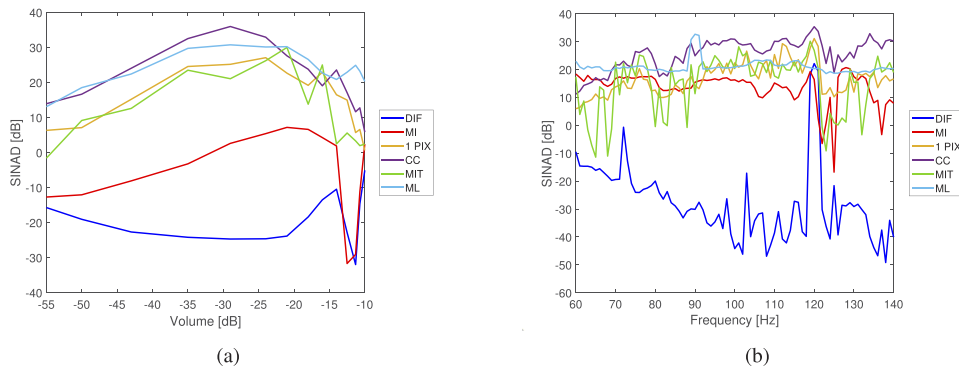 40
30
20
10
0
-10
-20
-30
-40
SINAD [dB]
-55 -50 -45 -40 -35 -30 -25 -20 -15 -10
Volume [dB]
DIF
MI
1 PIX
CC
MIT
ML
(a)
40
30
20
10
0
-10
-20
-30
-40
-50
-60
SINAD [dB]
60 70 80 90 100 110 120 130 140
Frequency [Hz]
DIF
MI
1 PIX
CC
MIT
ML
(b)